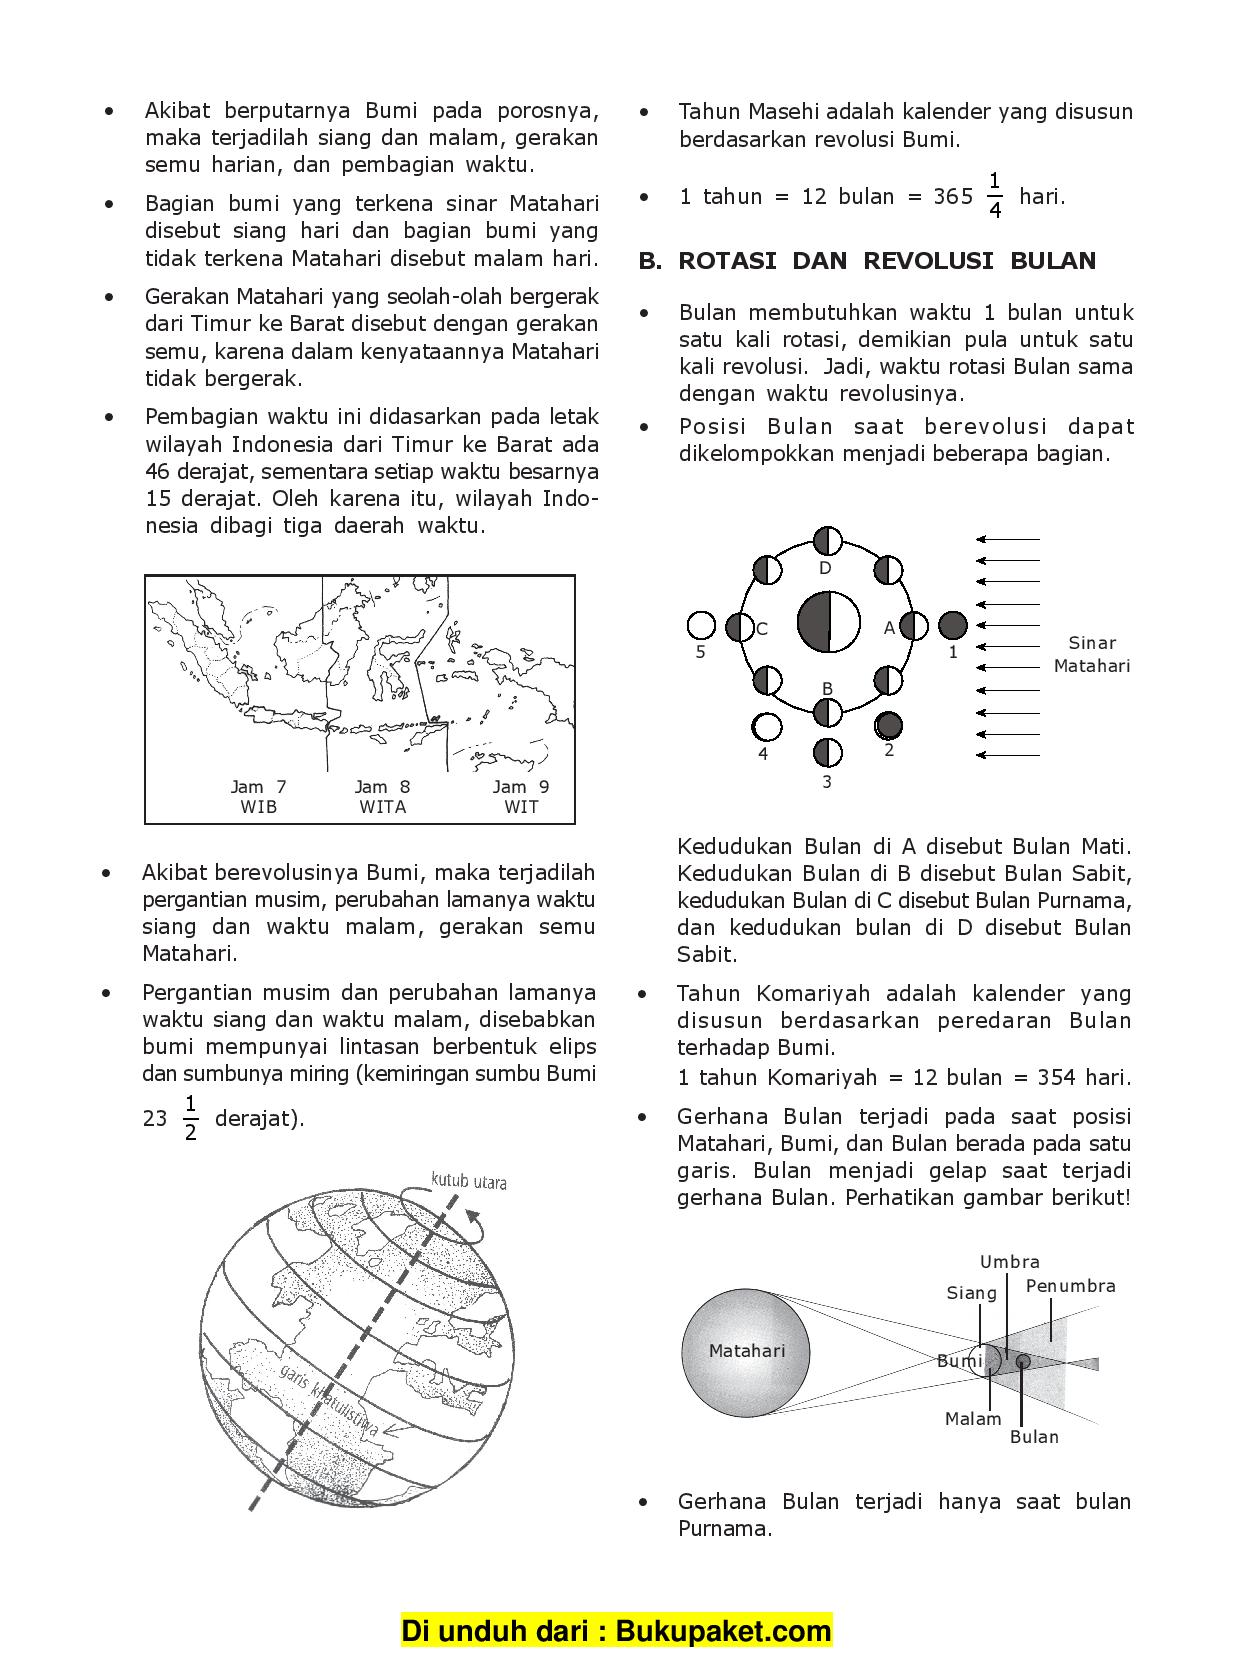 • Akibat berputarnya Bumi pada porosnya,
maka terjadilah siang dan malam, gerakan
semu harian, dan pembagian waktu.
• Bagian bumi yang terkena sinar Matahari
disebut siang hari dan bagian bumi yang
tidak terkena Matahari disebut malam hari.
• Gerakan Matahari yang seolah-olah bergerak
dari Timur ke Barat disebut dengan gerakan
semu, karena dalam kenyataannya Matahari
tidak bergerak.
• Pembagian waktu ini didasarkan pada letak
wilayah Indonesia dari Timur ke Barat ada
46 derajat, sementara setiap waktu besarnya
15 derajat. Oleh karena itu, wilayah Indo-
nesia dibagi tiga daerah waktu.
Jam 7 Jam 8 Jam 9
WIB WITA WIT
• Akibat berevolusinya Bumi, maka terjadilah
pergantian musim, perubahan lamanya waktu
siang dan waktu malam, gerakan semu
Matahari.
• Pergantian musim dan perubahan lamanya
waktu siang dan waktu malam, disebabkan
bumi mempunyai lintasan berbentuk elips
dan sumbunya miring (kemiringan sumbu Bumi
23 1/2 derajat).
kutub utara
garis khatulistiwa
• Tahun Masehi adalah kalender yang disusun
berdasarkan revolusi Bumi.
• 1 tahun = 12 bulan = 365 1/4 hari.
B. ROTASI DAN REVOLUSI BULAN
• Bulan membutuhkan waktu 1 bulan untuk
satu kali rotasi, demikian pula untuk satu
kali revolusi. Jadi, waktu rotasi Bulan sama
dengan waktu revolusinya.
• Posisi Bulan saat berevolusi dapat
dikelompokkan menjadi beberapa bagian.
D
C A
5 1
B
4 2
3
Sinar
Matahari
Kedudukan Bulan di A disebut Bulan Mati.
Kedudukan Bulan di B disebut Bulan Sabit,
kedudukan Bulan di C disebut Bulan Purnama,
dan kedudukan bulan di D disebut Bulan
Sabit.
• Tahun Komariyah adalah kalender yang
disusun berdasarkan peredaran Bulan
terhadap Bumi.
1 tahun Komariyah = 12 bulan = 354 hari.
• Gerhana Bulan terjadi pada saat posisi
Matahari, Bumi, dan Bulan berada pada satu
garis. Bulan menjadi gelap saat terjadi
gerhana Bulan. Perhatikan gambar berikut!
Umbra
Siang Penumbra
Matahari
Bumi
Malam
Bulan
• Gerhana Bulan terjadi hanya saat bulan
Purnama.
Di unduh dari : Bukupaket.com